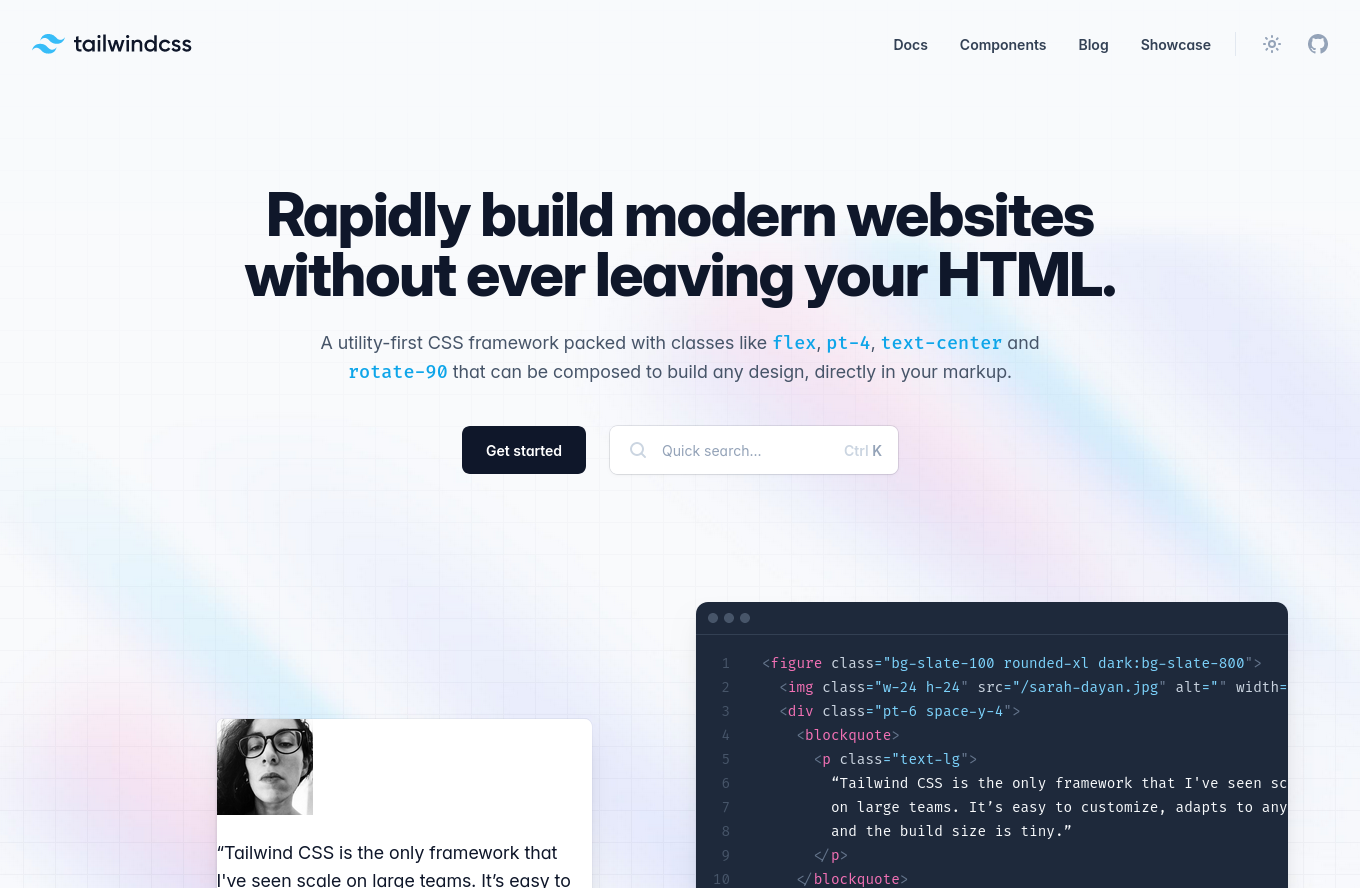 tailwindcss
Docs Components Blog Showcase
Rapidly build modern websites
without ever leaving your HTML.
A utility-first CSS framework packed with classes like flex, pt-4, text-center and
rotate-90 that can be composed to build any design, directly in your markup.
Get started
Quick search... Ctrl K
“Tailwind CSS is the only framework that
I've seen scale on large teams. It’s easy to
1 <figure class="bg-slate-100 rounded-xl dark:bg-slate-800">
2 <img class="w-24 h-24" src="/sarah-dayan.jpg" alt="" width=
3 <div class="pt-6 space-y-4">
4 <blockquote>
5 <p class="text-lg">
6 “Tailwind CSS is the only framework that I've seen sc
7 on large teams. It’s easy to customize, adapts to any
8 and the build size is tiny.”
9 </p>
10 </blockquote>